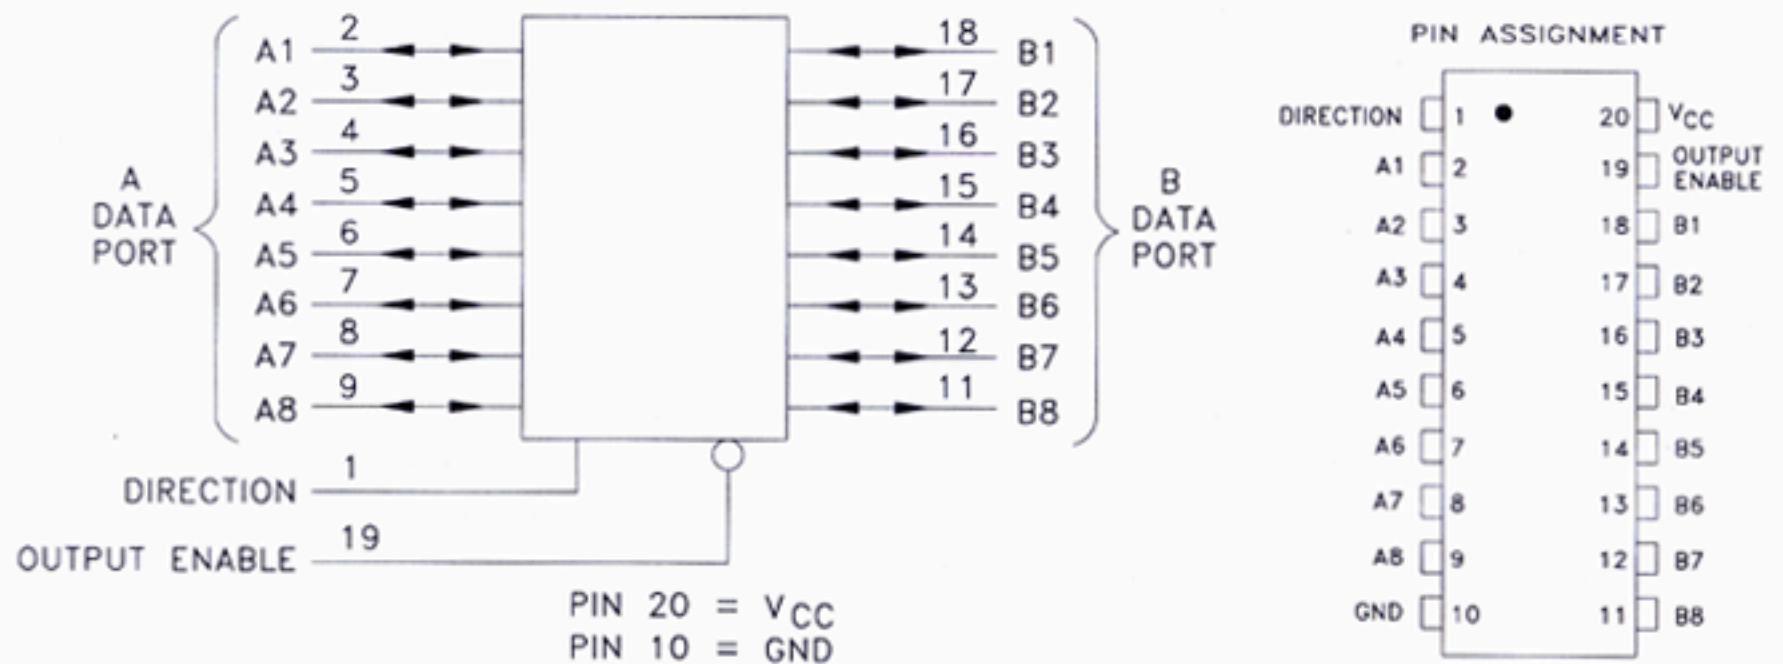 A1 2
A2 3
A3 4
A4 5
A5 6
A6 7
A7 8
A8 9
A
DATA
PORT
18 B1
17 B2
16 B3
15 B4
14 B5
13 B6
12 B7
11 B8
B
DATA
PORT
DIRECTION 1
OUTPUT ENABLE 19
PIN 20 = VCC
PIN 10 = GND
PIN ASSIGNMENT
DIRECTION 1 20 VCC
A1 2 19 OUTPUT ENABLE
A2 3 18 B1
A3 4 17 B2
A4 5 16 B3
A5 6 15 B4
A6 7 14 B5
A7 8 13 B6
A8 9 12 B7
GND 10 11 B8